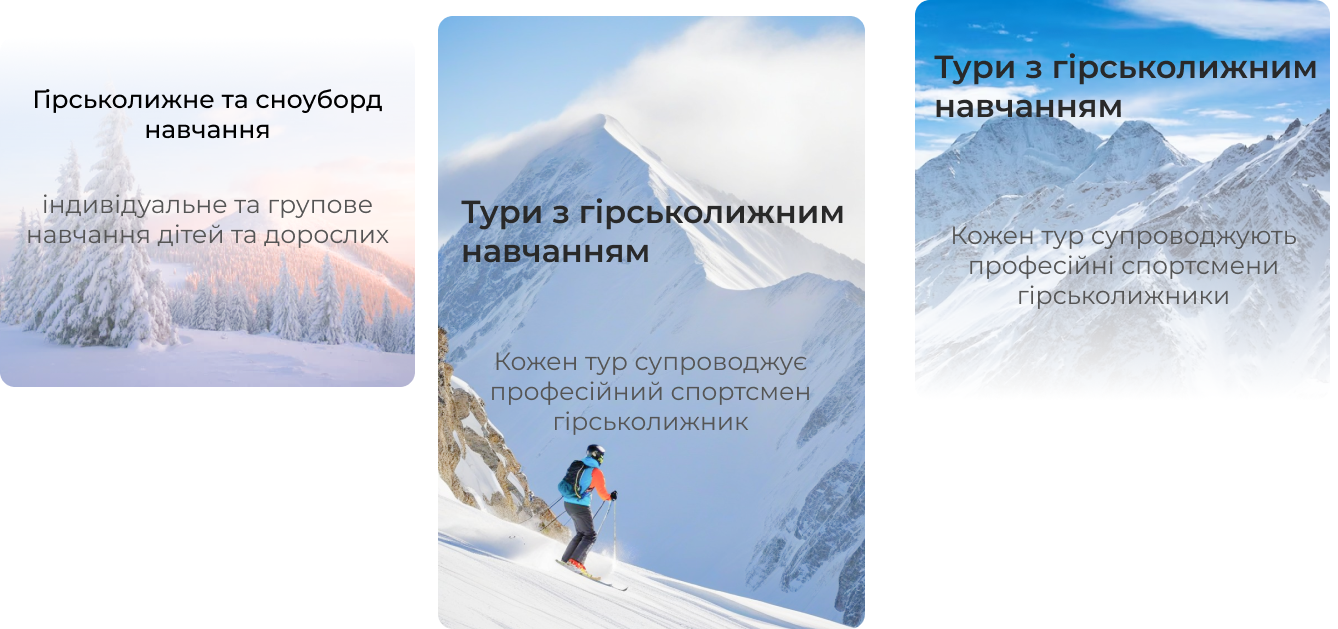 Гірськолижне та сноуборд
навчання
індивідуальне та групове
навчання дітей та дорослих
Тури з гірськолижним
навчанням
Кожен тур супроводжує
професійний спортсмен
гірськолижник
Тури з гірськолижним
навчанням
Кожен тур супроводжують
професійні спортсмени
гірськолижники